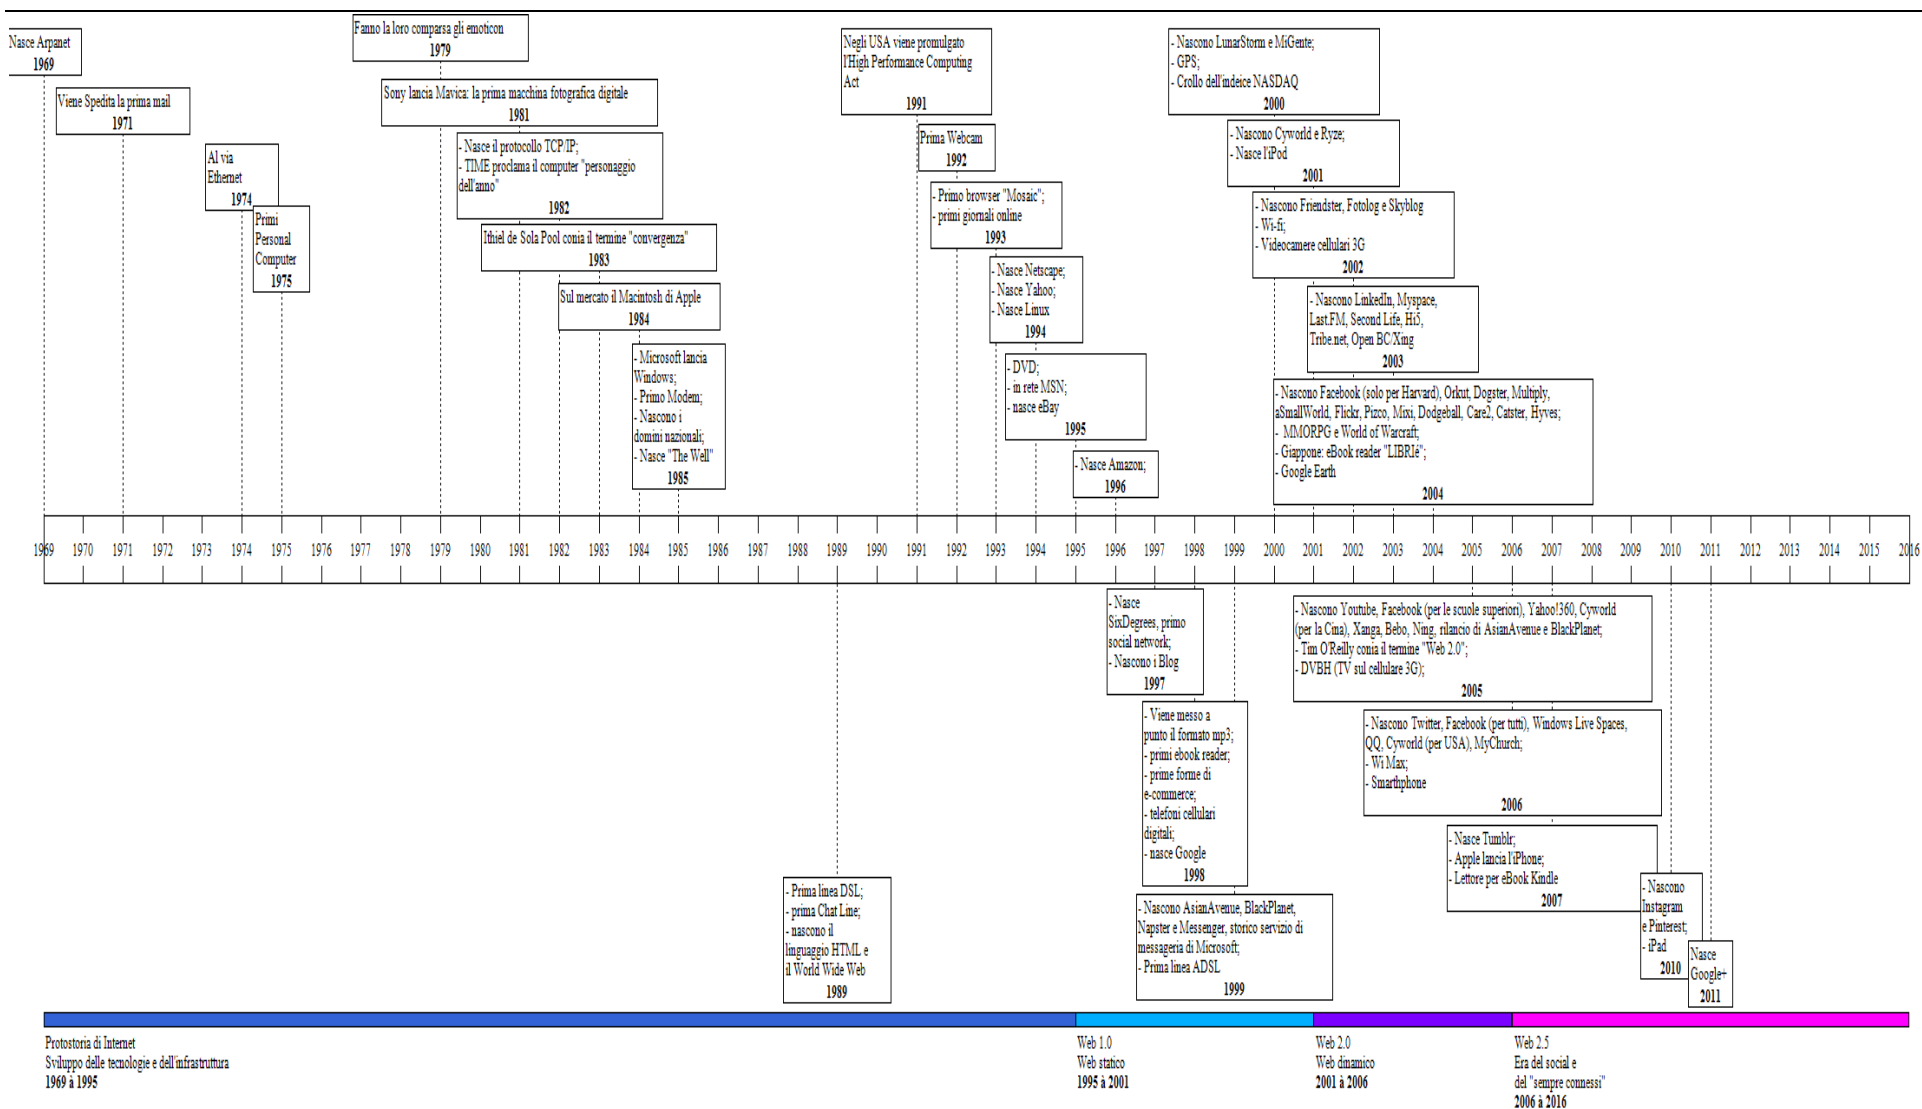 Nasce Arpanet
1969
Viene Spedita la prima mail
1971
Al via
Ethernet
1974
Primi
Personal
Computer
1975
Fanno la loro comparsa gli emoticon
1979
Sony lancia Mavica: la prima macchina fotografica digitale
1981
- Nasce il protocollo TCP/IP;
- TIME proclama il computer "personaggio
dell'anno"
1982
Ithiel de Sola Pool conia il termine "convergenza"
1983
Sul mercato il Macintosh di Apple
1984
- Microsoft lancia
Windows;
- Primo Modem;
- Nascono i
domini nazionali;
- Nasce "The Well"
1985
Negli USA viene promulgato
l'High Performance Computing
Act
1991
Prima Webcam
1992
- Primo browser "Mosaic";
- primi giornali online
1993
- Nasce Netscape;
- Nasce Yahoo;
- Nasce Linux
1994
- DVD;
- in rete MSN;
- nasce eBay
1995
- Nasce Amazon;
1996
- Nascono LunarStorm e MiGente;
- GPS;
- Crollo dell'indeice NASDAQ
2000
- Nascono Cyworld e Ryze;
- Nasce l'iPod
2001
- Nascono Friendster, Fotolog e Skyblog
- Wi-fi;
- Videocamere cellulari 3G
2002
- Nascono LinkedIn, Myspace,
Last.FM, Second Life, Hi5,
Tribe.net, Open BC/Xing
2003
- Nascono Facebook (solo per Harvard), Orkut, Dogster, Multiply,
aSmallWorld, Flickr, Pizco, Mixi, Dodgeball, Care2, Catster, Hyves;
- MMORPG e World of Warcraft;
- Giappone: eBook reader "LIBRIé";
- Google Earth
2004
1969 1970 1971 1972 1973 1974 1975 1976 1977 1978 1979 1980 1981 1982 1983 1984 1985 1986 1987 1988 1989 1990 1991 1992 1993 1994 1995 1996 1997 1998 1999 2000 2001 2002 2003 2004 2005 2006 2007 2008 2009 2010 2011 2012 2013 2014 2015 2016
- Prima linea DSL;
- prima Chat Line;
- nascono il
linguaggio HTML e
il World Wide Web
1989
- Nasce
SixDegrees, primo
social network;
- Nascono i Blog
1997
- Viene messo a
punto il formato mp3;
- primi ebook reader;
- prime forme di
e-commerce;
- telefoni cellulari
digitali;
- nasce Google
1998
- Nascono AsianAvenue, BlackPlanet,
Napster e Messenger, storico servizio di
messageria di Microsoft;
- Prima linea ADSL
1999
- Nascono Youtube, Facebook (per le scuole superiori), Yahoo!360, Cyworld
(per la Cina), Xanga, Bebo, Ning, rilancio di AsianAvenue e BlackPlanet;
- Tim O'Reilly conia il termine "Web 2.0";
- DVBH (TV sul cellulare 3G);
2005
- Nascono Twitter, Facebook (per tutti), Windows Live Spaces,
QQ, Cyworld (per USA), MyChurch;
- Wi Max;
- Smarthphone
2006
- Nasce Tumblr;
- Apple lancia l'iPhone;
- Lettore per eBook Kindle
2007
- Nascono
Instagram
e Pinterest;
- iPad
2010
Nasce
Google+
2011
Protostoria di Internet
Sviluppo delle tecnologie e dell'infrastruttura
1969 à 1995
Web 1.0
Web statico
1995 à 2001
Web 2.0
Web dinamico
2001 à 2006
Web 2.5
Era del social e
del "sempre connessi"
2006 à 2016